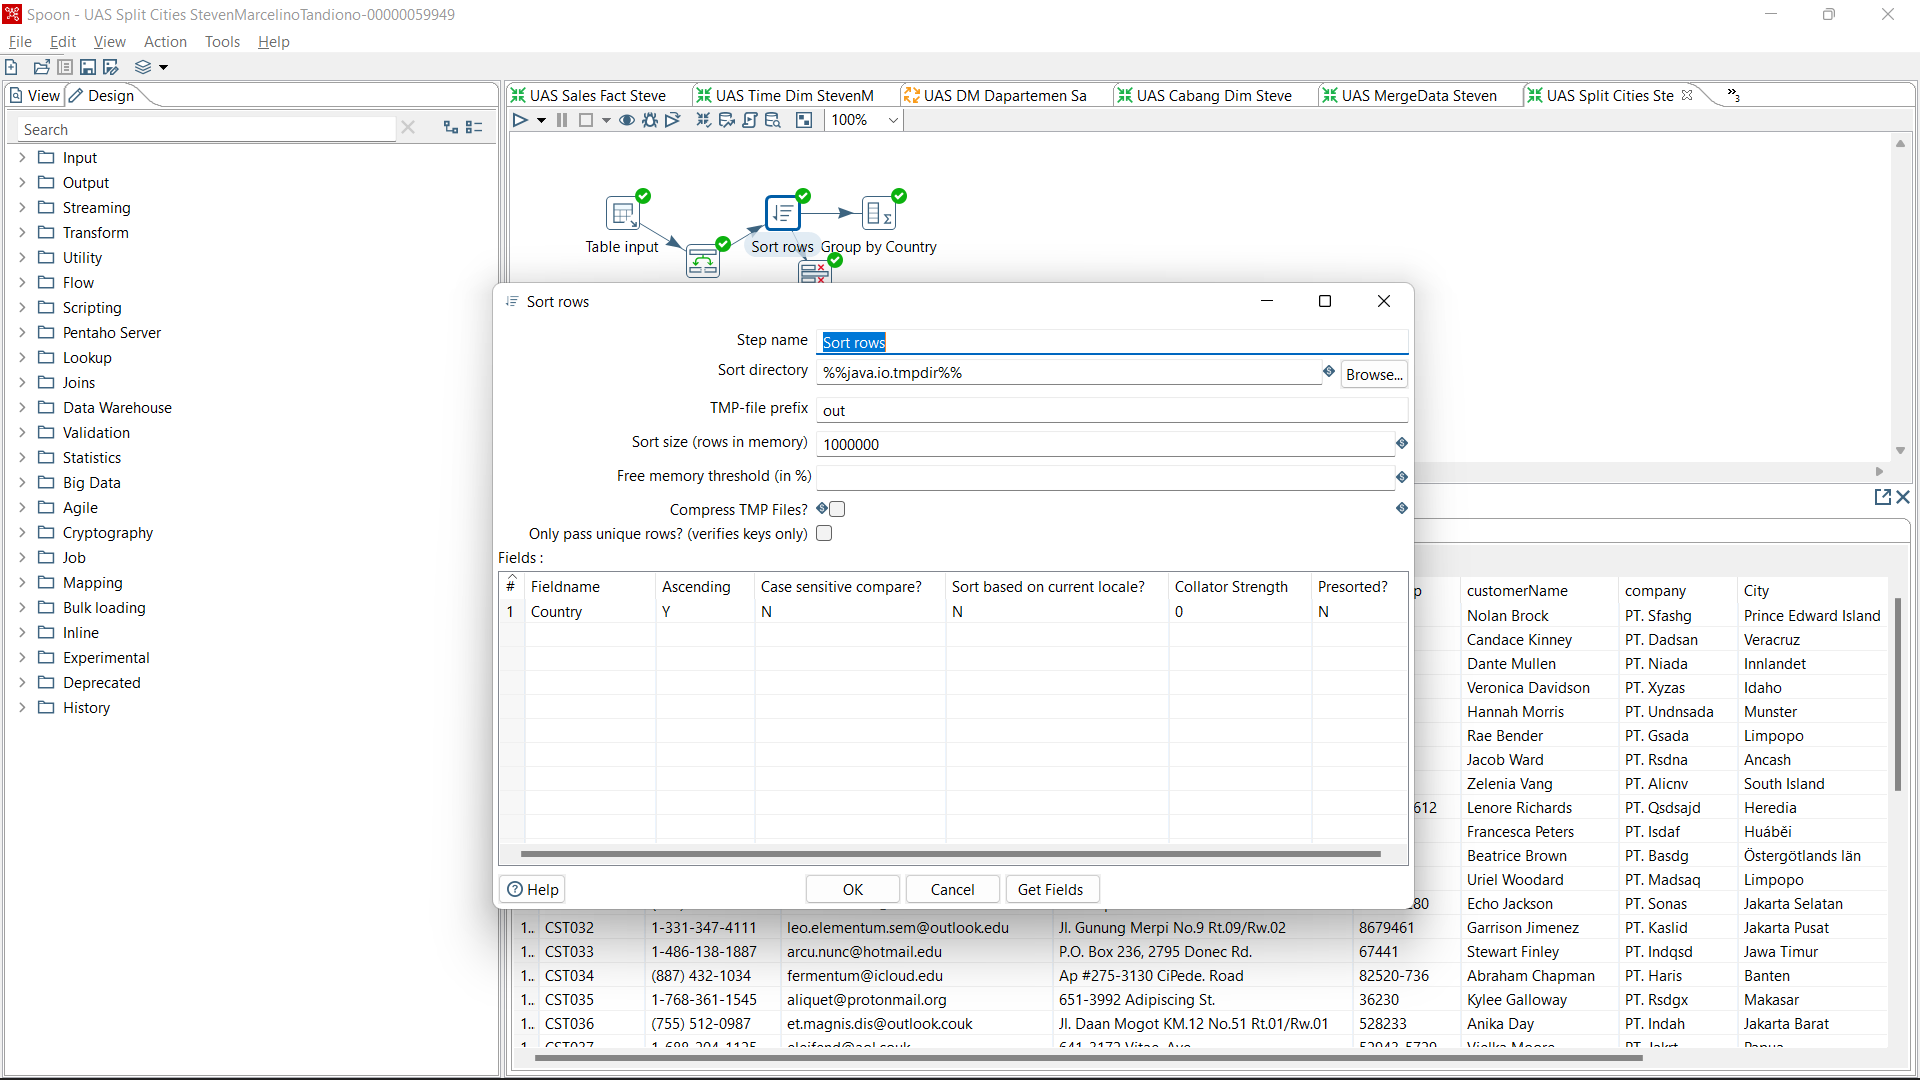 Spoon - UAS Split Cities StevenMarcelinoTandiono-00000059949
File Edit View Action Tools Help
View Design
UAS Sales Fact Steve
UAS Time Dim StevenM
UAS DM Dapartemen Sa
UAS Cabang Dim Steve
UAS MergeData Steven
UAS Split Cities Ste
»3
Search
100%
Input
Output
Streaming
Transform
Utility
Flow
Scripting
Pentaho Server
Lookup
Joins
Data Warehouse
Validation
Statistics
Big Data
Agile
Cryptography
Job
Mapping
Bulk loading
Inline
Experimental
Deprecated
History
Table input
Sort rows
Group by Country
Sort rows
Step name Sort rows
Sort directory %%java.io.tmpdir%% Browse...
TMP-file prefix out
Sort size (rows in memory) 1000000
Free memory threshold (in %)
Compress TMP Files?
Only pass unique rows? (verifies keys only)
Fields :
# Fieldname Ascending Case sensitive compare? Sort based on current locale? Collator Strength Presorted?
1 Country Y N N 0 N
Help OK Cancel Get Fields
p customerName company City
Nolan Brock PT. Sfashg Prince Edward Island
Candace Kinney PT. Dadsan Veracruz
Dante Mullen PT. Niada Innlandet
Veronica Davidson PT. Xyzas Idaho
Hannah Morris PT. Undnsada Munster
Rae Bender PT. Gsada Limpopo
Jacob Ward PT. Rsdna Ancash
Zelenia Vang PT. Alicnv South Island
612 Lenore Richards PT. Qsdsajd Heredia
Francesca Peters PT. Isdaf Huáběi
Beatrice Brown PT. Basdg Östergötlands län
Uriel Woodard PT. Madsaq Limpopo
80 Echo Jackson PT. Sonas Jakarta Selatan
1.. CST032 1-331-347-4111 leo.elementum.sem@outlook.edu Jl. Gunung Merpi No.9 Rt.09/Rw.02 8679461 Garrison Jimenez PT. Kaslid Jakarta Pusat
1.. CST033 1-486-138-1887 arcu.nunc@hotmail.edu P.O. Box 236, 2795 Donec Rd. 67441 Stewart Finley PT. Indqsd Jawa Timur
1.. CST034 (887) 432-1034 fermentum@icloud.edu Ap #275-3130 CiPede. Road 82520-736 Abraham Chapman PT. Haris Banten
1.. CST035 1-768-361-1545 aliquet@protonmail.org 651-3992 Adipiscing St. 36230 Kylee Galloway PT. Rsdgx Makasar
1.. CST036 (755) 512-0987 et.magnis.dis@outlook.couk Jl. Daan Mogot KM.12 No.51 Rt.01/Rw.01 528233 Anika Day PT. Indah Jakarta Barat